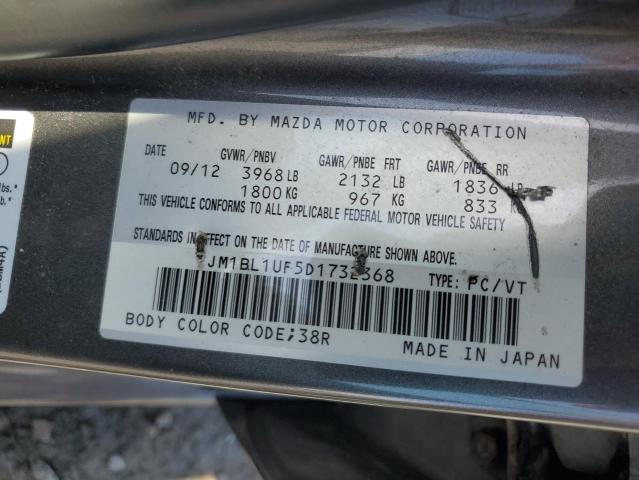 MFD. BY MAZDA MOTOR CORPORATION
DATE GVWR/PNBV GAWR/PNBE FRT GAWR/PNBE RR
09/12 3968 LB 2132 LB 1836 LB
1800 KG 967 KG 833
THIS VEHICLE CONFORMS TO ALL APPLICABLE FEDERAL MOTOR VEHICLE SAFETY
STANDARDS IN EFFECT ON THE DATE OF MANUFACTURE SHOWN ABOVE.
JM1BL1UF5D1732368 TYPE: PC/VT
BODY COLOR CODE;38R
MADE IN JAPAN